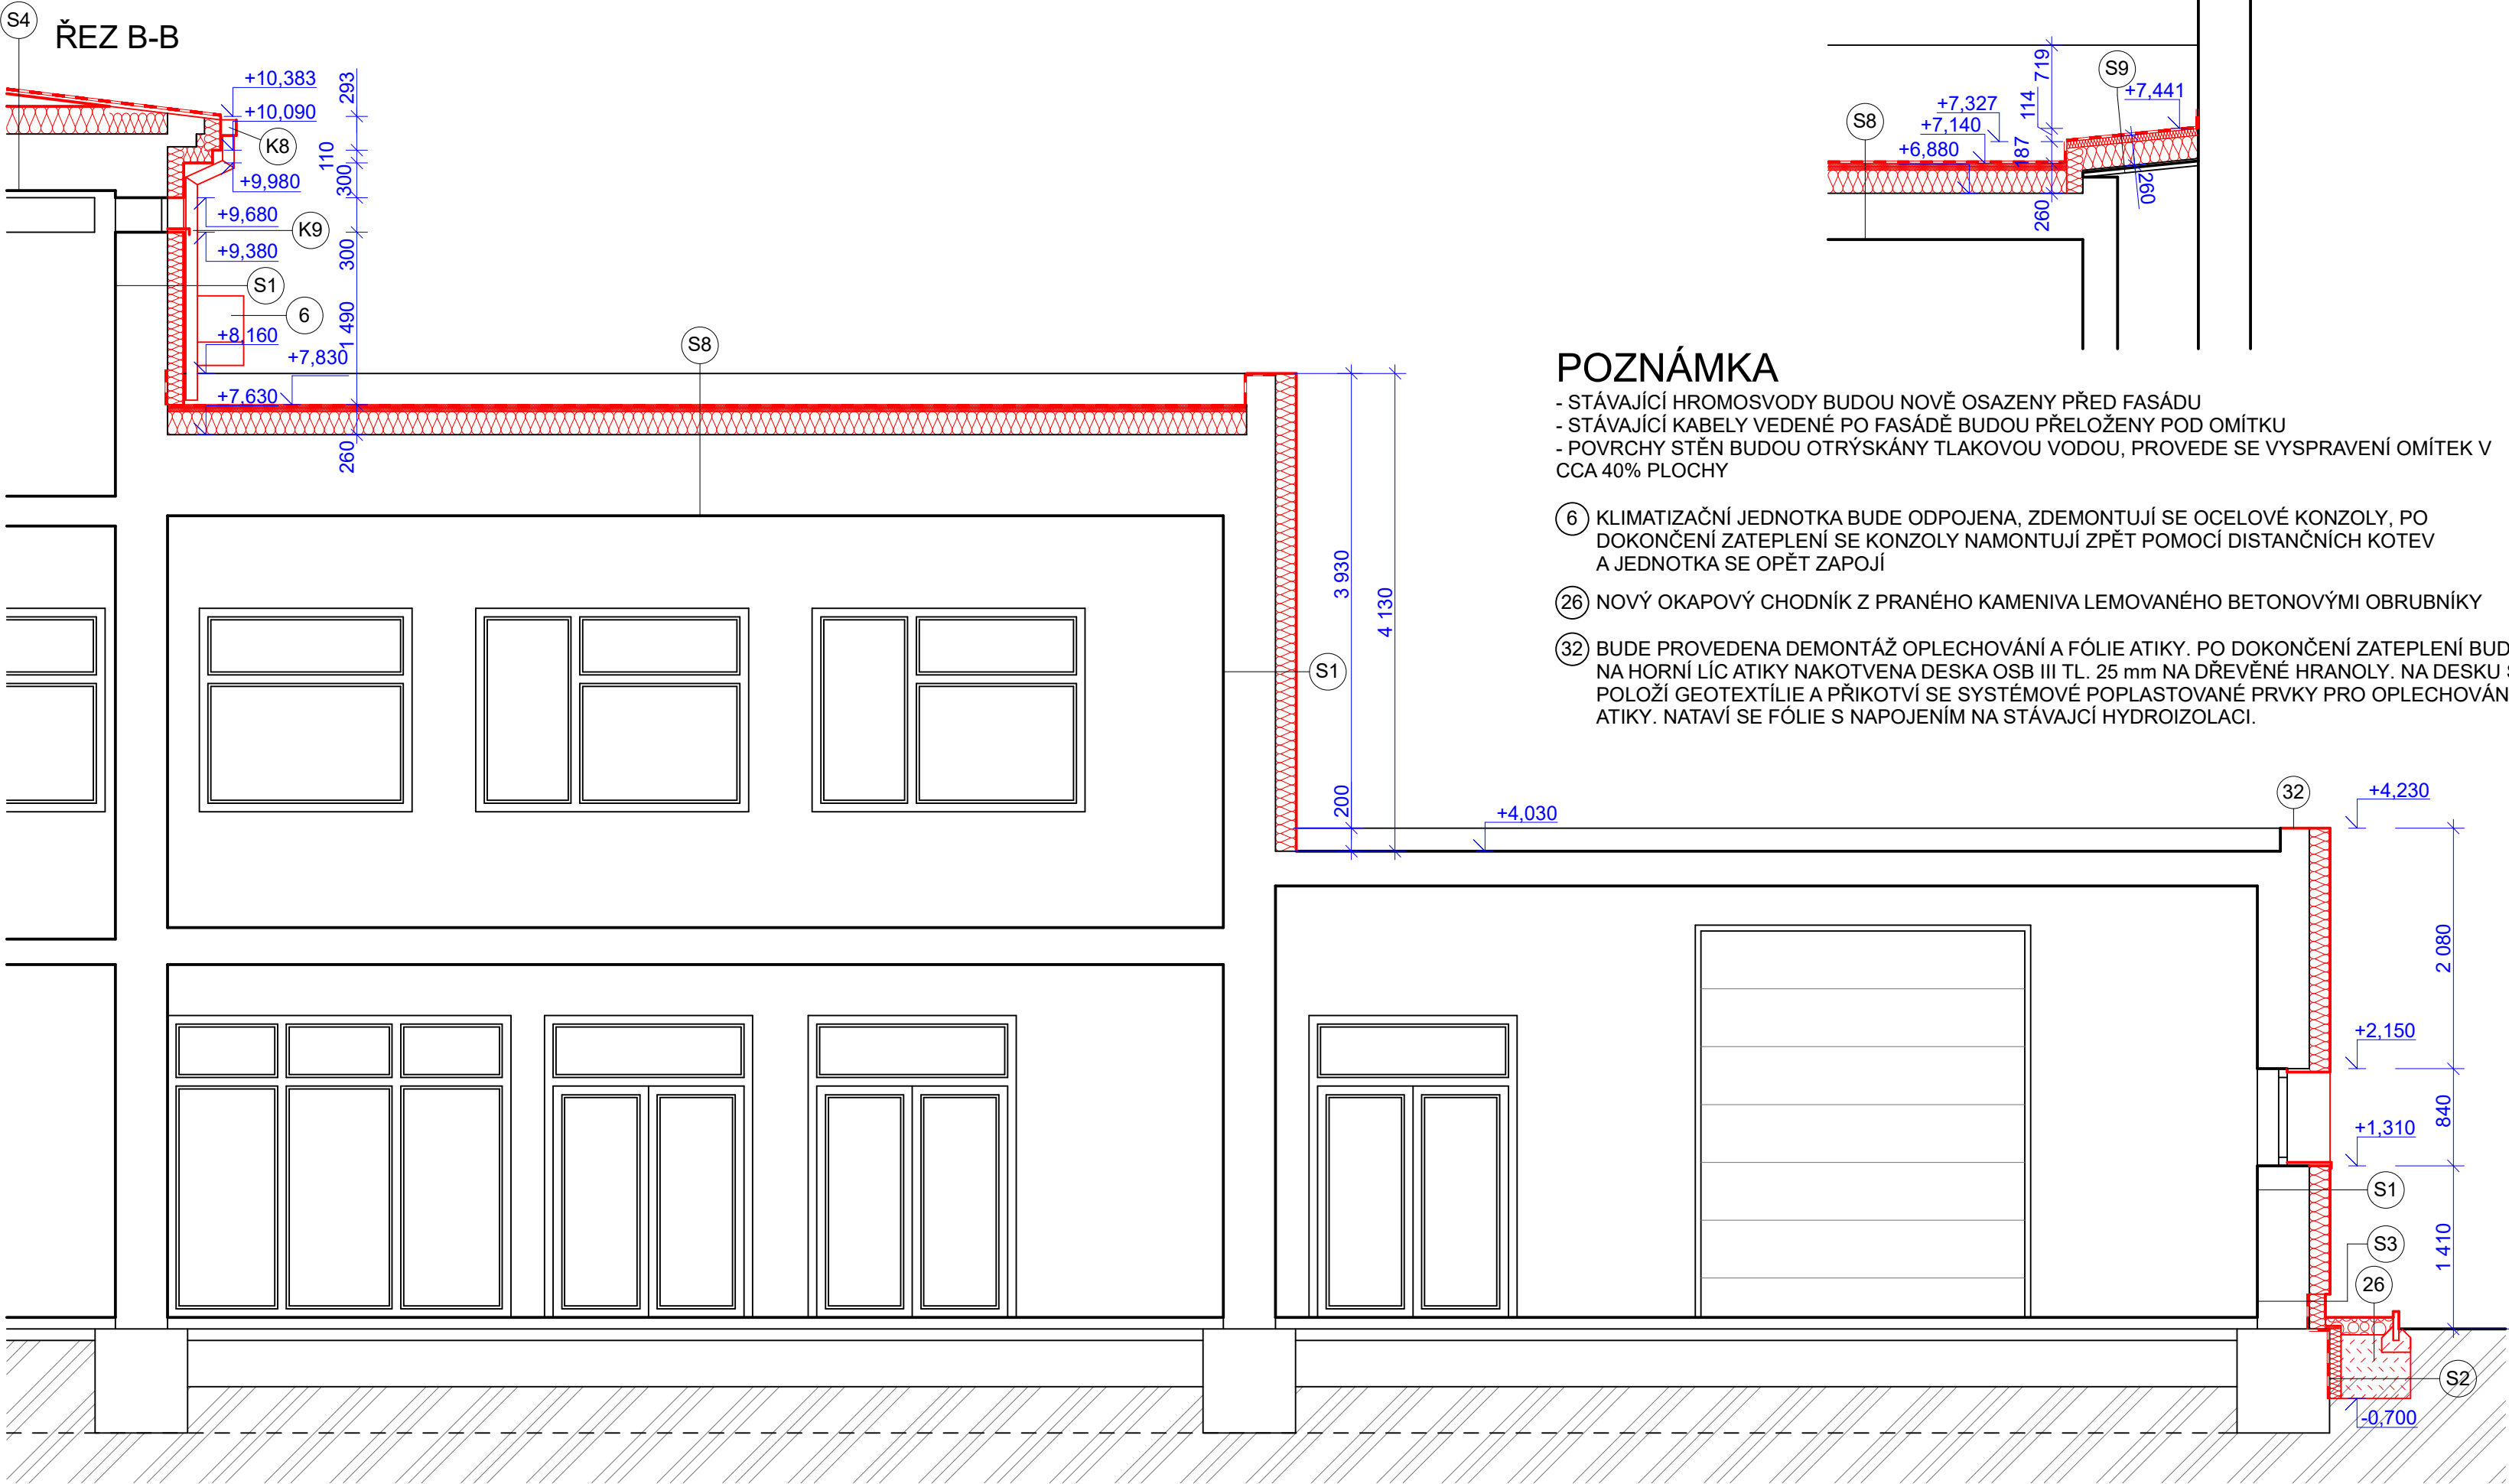 S4
ŘEZ B-B
+10,383
293
+10,090
K8
110
+9,980
300
+9,680
K9
+9,380
300
S1
6
1 490
+8,160
+7,830
+7,630
260
S8
719
S9
+7,441
114
+7,327
S8
+7,140
187
+6,880
260
260
POZNÁMKA
- STÁVAJÍCÍ HROMOSVODY BUDOU NOVĚ OSAZENY PŘED FASÁDU
- STÁVAJÍCÍ KABELY VEDENÉ PO FASÁDĚ BUDOU PŘELOŽENY POD OMÍTKU
- POVRCHY STĚN BUDOU OTRÝSKÁNY TLAKOVOU VODOU, PROVEDE SE VYSPRAVENÍ OMÍTEK V
CCA 40% PLOCHY
6 KLIMATIZAČNÍ JEDNOTKA BUDE ODPOJENA, ZDEMONTUJÍ SE OCELOVÉ KONZOLY, PO
DOKONČENÍ ZATEPLENÍ SE KONZOLY NAMONTUJÍ ZPĚT POMOCÍ DISTANČNÍCH KOTEV
A JEDNOTKA SE OPĚT ZAPOJÍ
26 NOVÝ OKAPOVÝ CHODNÍK Z PRANÉHO KAMENIVA LEMOVANÉHO BETONOVÝMI OBRUBNÍKY
32 BUDE PROVEDENA DEMONTÁŽ OPLECHOVÁNÍ A FÓLIE ATIKY. PO DOKONČENÍ ZATEPLENÍ BUD
NA HORNÍ LÍC ATIKY NAKOTVENA DESKA OSB III TL. 25 mm NA DŘEVĚNÉ HRANOLY. NA DESKU
POLOŽÍ GEOTEXTÍLIE A PŘIKOTVÍ SE SYSTÉMOVÉ POPLASTOVANÉ PRVKY PRO OPLECHOVÁN
ATIKY. NATAVÍ SE FÓLIE S NAPOJENÍM NA STÁVAJCÍ HYDROIZOLACI.
3 930
4 130
S1
200
+4,030
32
+4,230
2 080
+2,150
840
+1,310
S1
S3
1 410
26
S2
-0,700